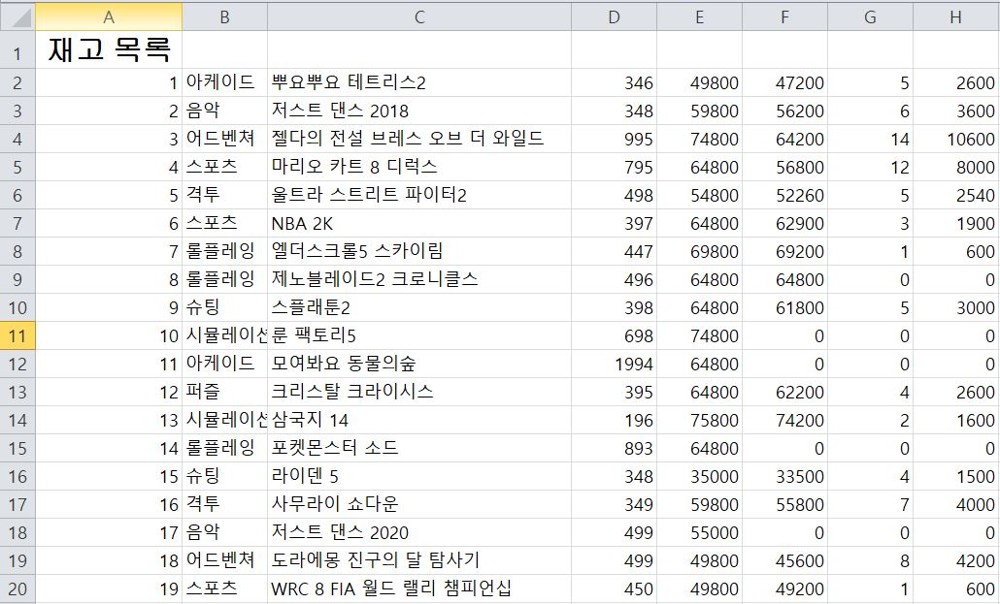 A B C D E F G H
1 재고 목록
2 1 아케이드 뿌요뿌요 테트리스2 346 49800 47200 5 2600
3 2 음악 저스트 댄스 2018 348 59800 56200 6 3600
4 3 어드벤쳐 젤다의 전설 브레스 오브 더 와일드 995 74800 64200 14 10600
5 4 스포츠 마리오 카트 8 디럭스 795 64800 56800 12 8000
6 5 격투 울트라 스트리트 파이터2 498 54800 52260 5 2540
7 6 스포츠 NBA 2K 397 64800 62900 3 1900
8 7 롤플레잉 엘더스크롤5 스카이림 447 69800 69200 1 600
9 8 롤플레잉 제노블레이드2 크로니클스 496 64800 64800 0 0
10 9 슈팅 스플래툰2 398 64800 61800 5 3000
11 10 시뮬레이션 룬 팩토리5 698 74800 0 0 0
12 11 아케이드 모여봐요 동물의숲 1994 64800 0 0 0
13 12 퍼즐 크리스탈 크라이시스 395 64800 62200 4 2600
14 13 시뮬레이션 삼국지 14 196 75800 74200 2 1600
15 14 롤플레잉 포켓몬스터 소드 893 64800 0 0 0
16 15 슈팅 라이덴 5 348 35000 33500 4 1500
17 16 격투 사무라이 쇼다운 349 59800 55800 7 4000
18 17 음악 저스트 댄스 2020 499 55000 0 0 0
19 18 어드벤쳐 도라에몽 진구의 달 탐사기 499 49800 45600 8 4200
20 19 스포츠 WRC 8 FIA 월드 랠리 챔피언십 450 49800 49200 1 600